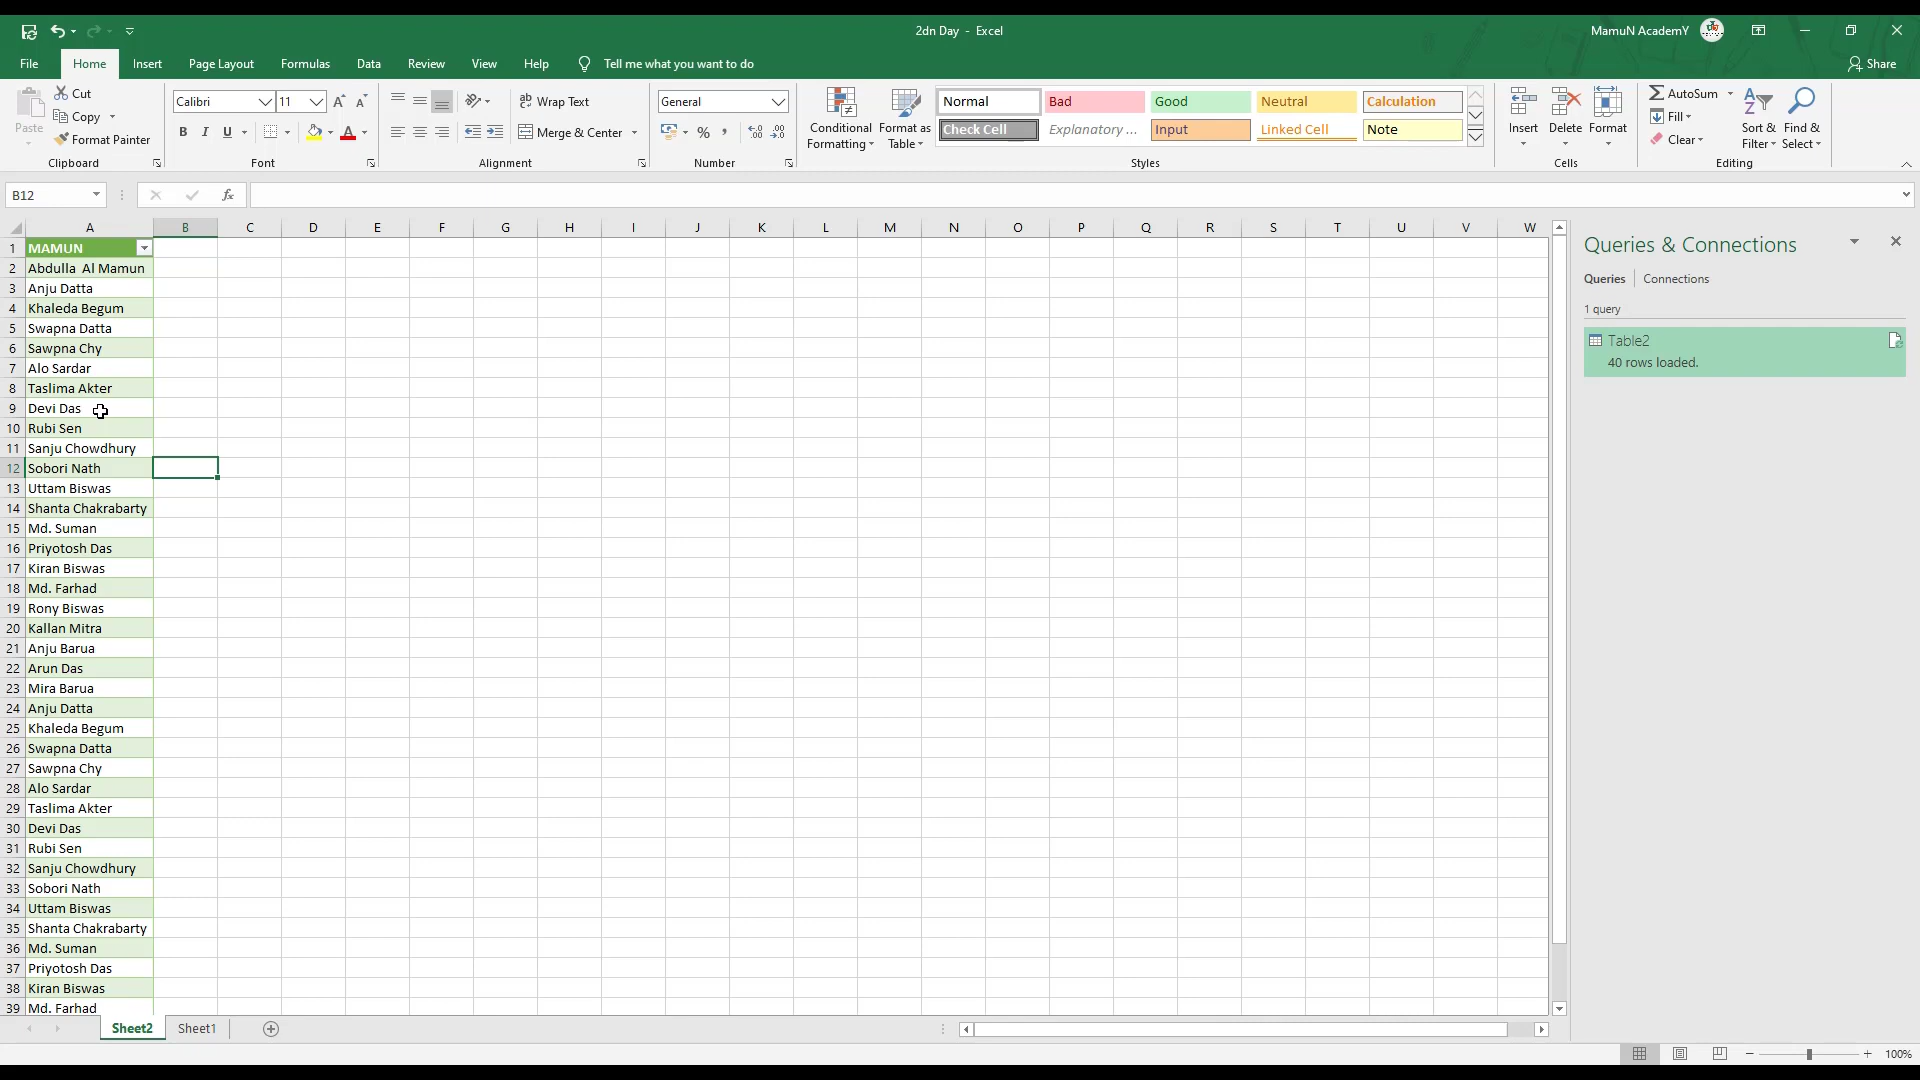 2dn Day - Excel
MamuN AcademY
File Home Insert Page Layout Formulas Data Review View Help Tell me what you want to do Share
Paste
Cut
Copy
Format Painter
Clipboard
Calibri 11
B I U
Font
Wrap Text
Merge & Center
Alignment
General
Number
Conditional Formatting
Format as Table
Normal Bad Good Neutral Calculation
Check Cell Explanatory ... Input Linked Cell Note
Styles
Insert Delete Format
Cells
AutoSum
Fill
Clear
Sort & Filter
Find & Select
Editing
B12
fx
A B C D E F G H I J K L M N O P Q R S T U V W
1 MAMUN
2 Abdulla  Al Mamun
3 Anju Datta
4 Khaleda Begum
5 Swapna Datta
6 Sawpna Chy
7 Alo Sardar
8 Taslima Akter
9 Devi Das
10 Rubi Sen
11 Sanju Chowdhury
12 Sobori Nath
13 Uttam Biswas
14 Shanta Chakrabarty
15 Md. Suman
16 Priyotosh Das
17 Kiran Biswas
18 Md. Farhad
19 Rony Biswas
20 Kallan Mitra
21 Anju Barua
22 Arun Das
23 Mira Barua
24 Anju Datta
25 Khaleda Begum
26 Swapna Datta
27 Sawpna Chy
28 Alo Sardar
29 Taslima Akter
30 Devi Das
31 Rubi Sen
32 Sanju Chowdhury
33 Sobori Nath
34 Uttam Biswas
35 Shanta Chakrabarty
36 Md. Suman
37 Priyotosh Das
38 Kiran Biswas
39 Md. Farhad
Queries & Connections
Queries Connections
1 query
Table2
40 rows loaded.
Sheet2 Sheet1
100%